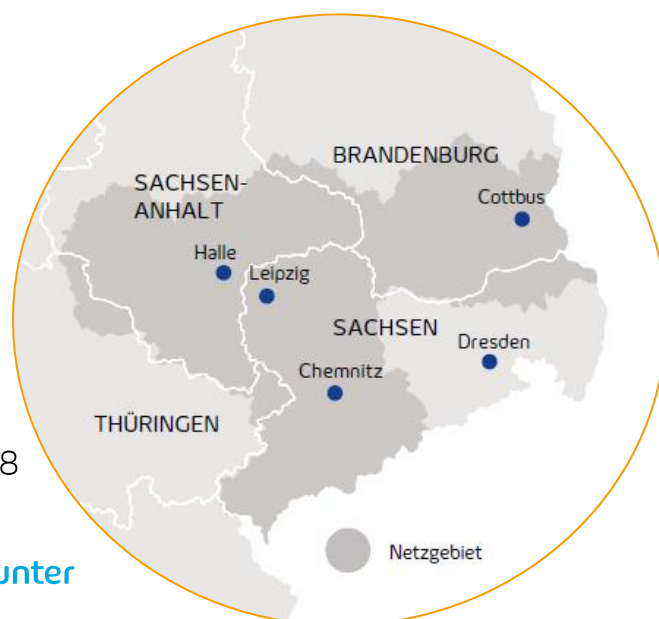 BRANDENBURG
SACHSEN-
ANHALT
Cottbus
Halle
Leipzig
SACHSEN
Dresden
Chemnitz
THÜRINGEN
8
Netzgebiet
unter